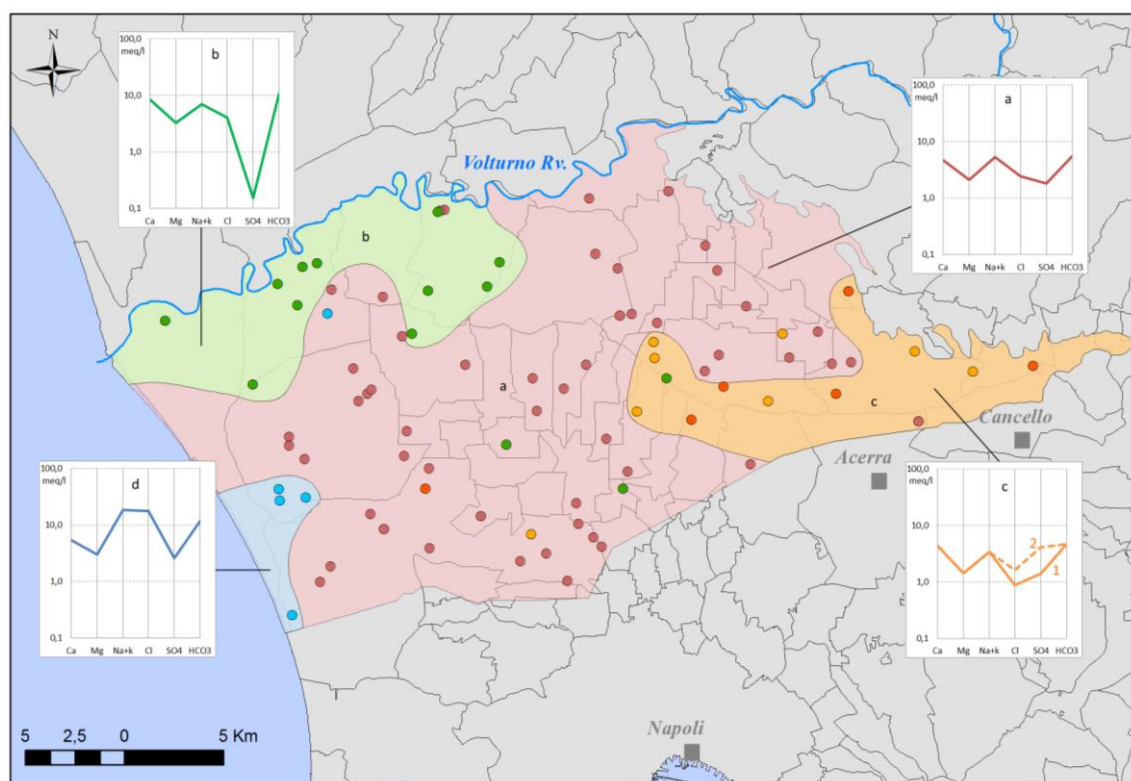 N
100,0
meq/l
b
10,0
1,0
0,1
Ca Mg Na+k Cl SO4 HCO3
100,0
meq/l
a
10,0
1,0
0,1
Ca Mg Na+k Cl SO4 HCO3
Volturno Rv.
b
a
c
Cancello
Acerra
100,0
meq/l
d
10,0
1,0
0,1
Ca Mg Na+k Cl SO4 HCO3
100,0
meq/l
c
10,0
2
1,0
1
0,1
Ca Mg Na+k Cl SO4 HCO3
5 2,5 0 5 Km
Napoli